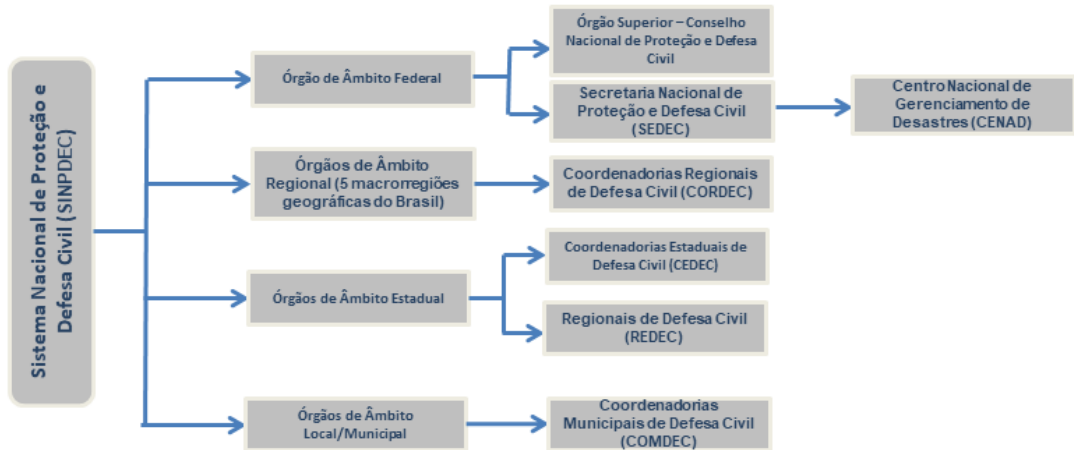 Sistema Nacional de Proteção e
Defesa Civil (SINPDEC)
Órgão de Âmbito Federal
Órgão Superior – Conselho
Nacional de Proteção e Defesa
Civil
Secretaria Nacional de
Proteção e Defesa Civil
(SEDEC)
Centro Nacional de
Gerenciamento de
Desastres (CENAD)
Órgãos de Âmbito
Regional (5 macrorregiões
geográficas do Brasil)
Coordenadorias Regionais
de Defesa Civil (CORDEC)
Órgãos de Âmbito Estadual
Coordenadorias Estaduais de
Defesa Civil (CEDEC)
Regionais de Defesa Civil
(REDEC)
Órgãos de Âmbito
Local/Municipal
Coordenadorias
Municipais de Defesa Civil
(COMDEC)